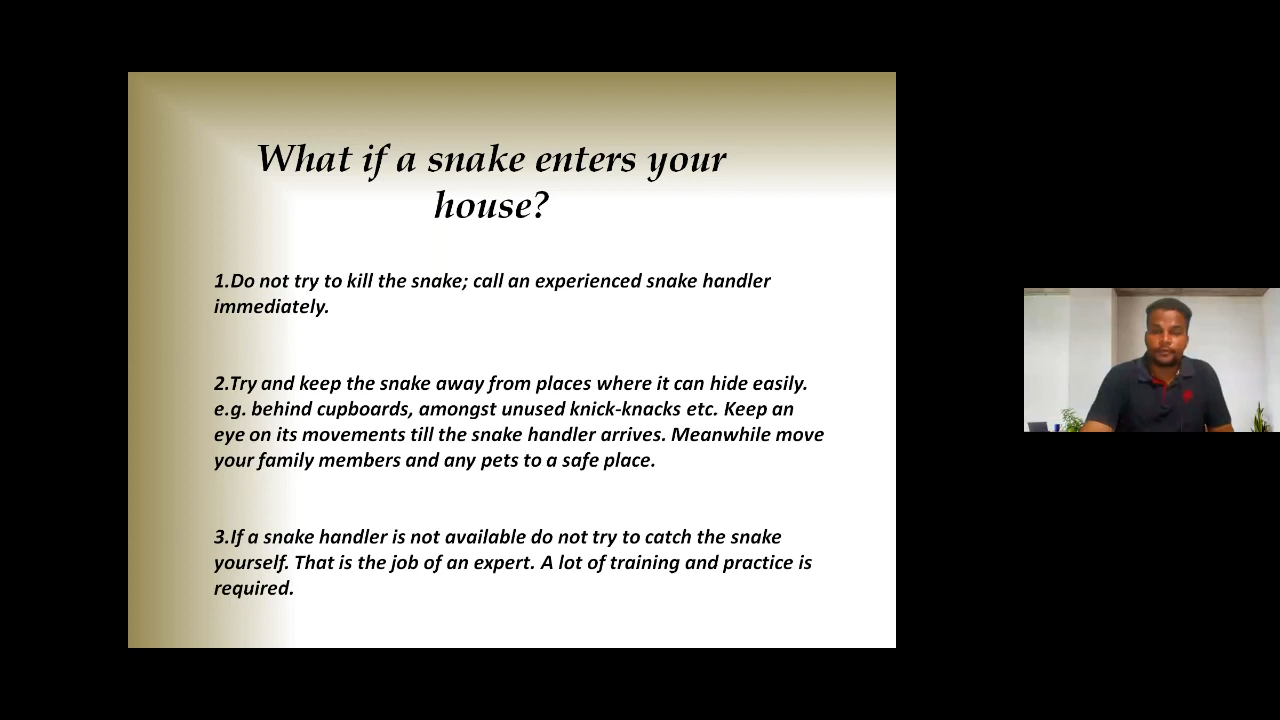 What if a snake enters your
house?
1.Do not try to kill the snake; call an experienced snake handler
immediately.
2.Try and keep the snake away from places where it can hide easily.
e.g. behind cupboards, amongst unused knick-knacks etc. Keep an
eye on its movements till the snake handler arrives. Meanwhile move
your family members and any pets to a safe place.
3.If a snake handler is not available do not try to catch the snake
yourself. That is the job of an expert. A lot of training and practice is
required.